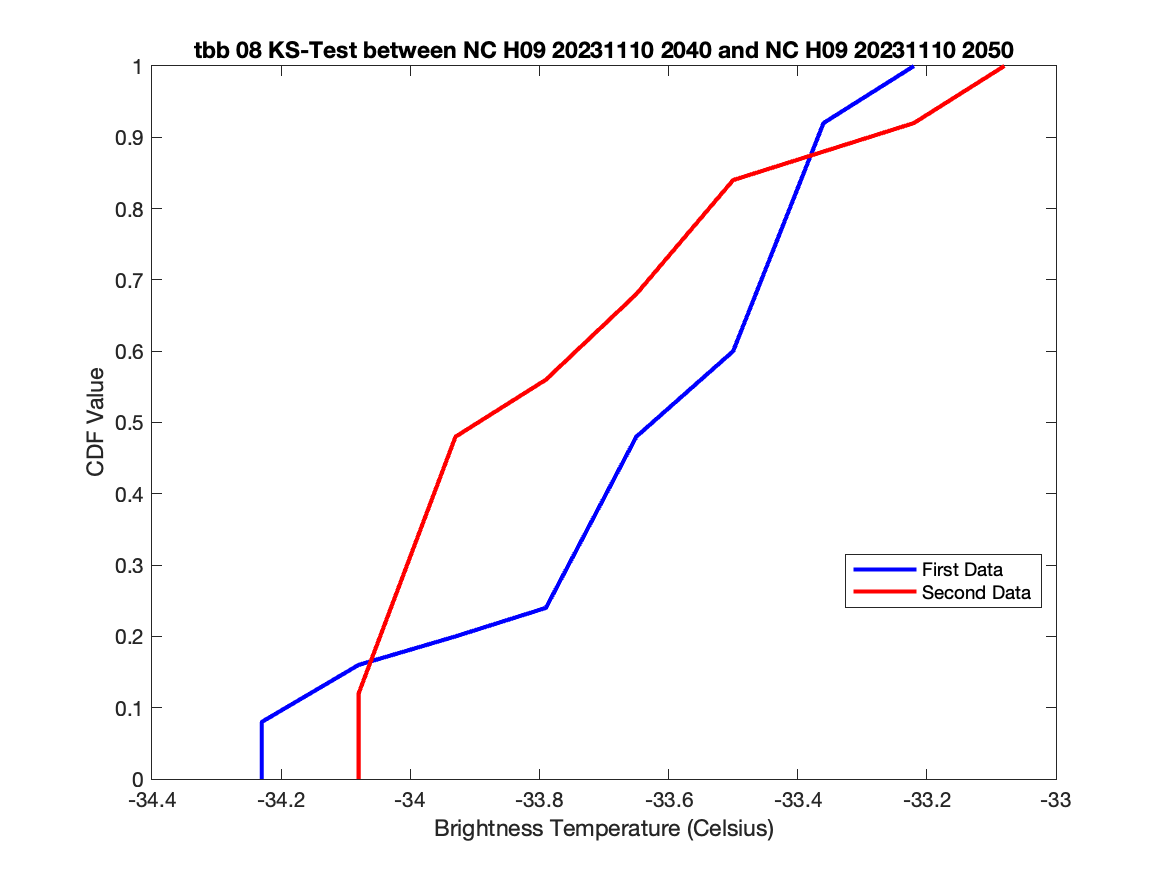 tbb 08 KS-Test between NC H09 20231110 2040 and NC H09 20231110 2050
1
0.9
0.8
0.7
0.6
0.5
0.4
0.3
0.2
0.1
0
CDF Value
First Data
Second Data
-34.4 -34.2 -34 -33.8 -33.6 -33.4 -33.2 -33
Brightness Temperature (Celsius)